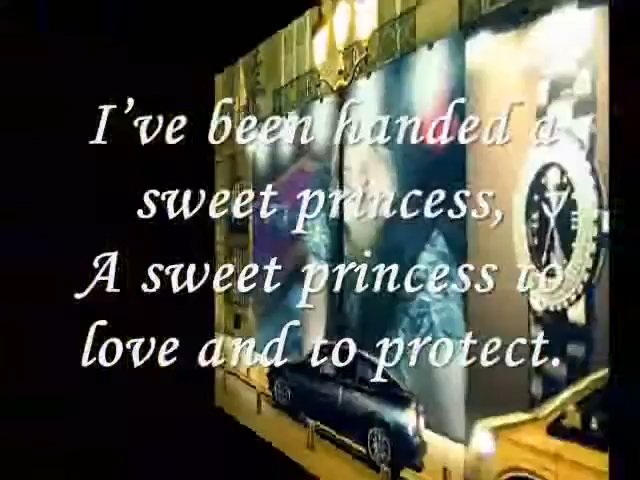 I've been handed a
sweet princess,
A sweet princess to
love and to protect.